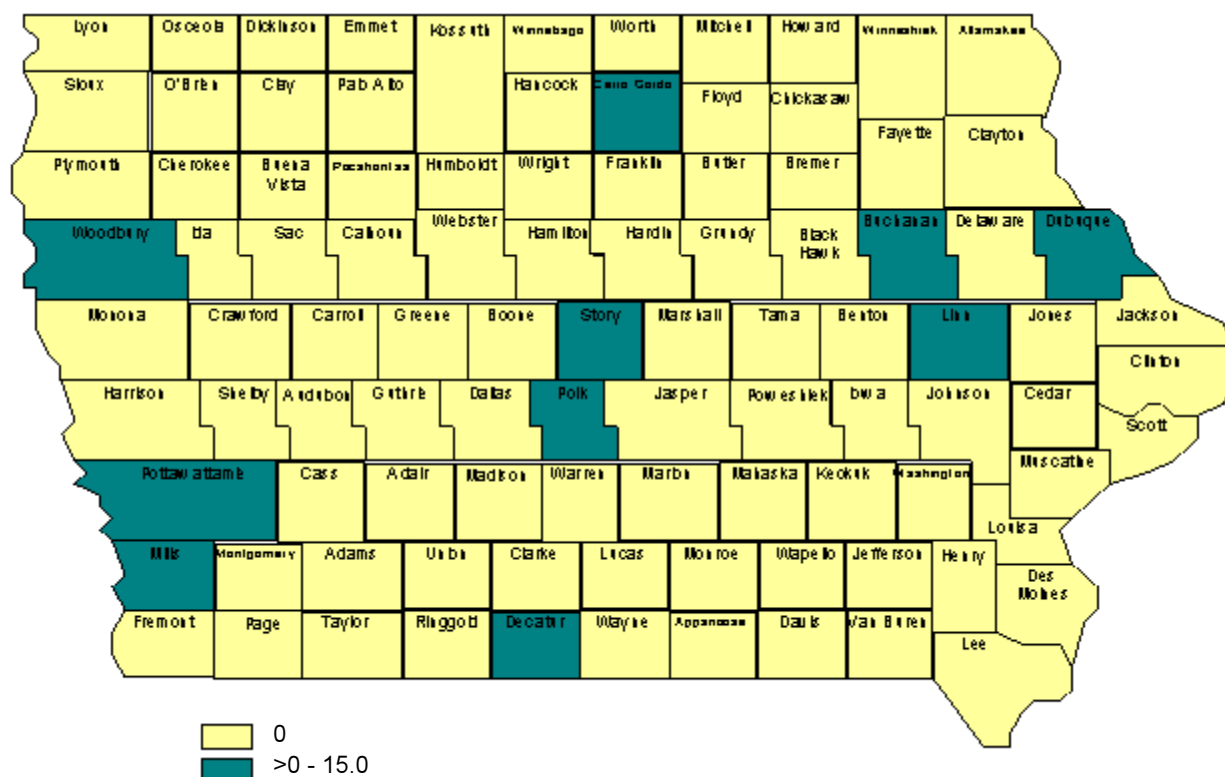 Lyon Osceola Dickinson Emmet Kossuth Winnebago Worth Mitchell Howard Winneshiek Allamakee
Sioux O'Brien Clay Palo Alto Hancock Cerro Gordo Floyd Chickasaw
Fayette Clayton
Plymouth Cherokee Buena Vista Pocahontas Humboldt Wright Franklin Butler Bremer
Woodbury Ida Sac Calhoun Webster Hamilton Hardin Grundy Black Hawk Buchanan Delaware Dubuque
Monona Crawford Carroll Greene Boone Story Marshall Tama Benton Linn Jones Jackson
Clinton
Harrison Shelby Audubon Guthrie Dallas Polk Jasper Poweshiek Iowa Johnson Cedar
Scott
Pottawattamie Cass Adair Madison Warren Marion Mahaska Keokuk Washington Muscatine
Louisa
Mills Montgomery Adams Union Clarke Lucas Monroe Wapello Jefferson Henry
Des Moines
Fremont Page Taylor Ringgold Decatur Wayne Appanoose Davis Van Buren
Lee
0
>0 - 15.0